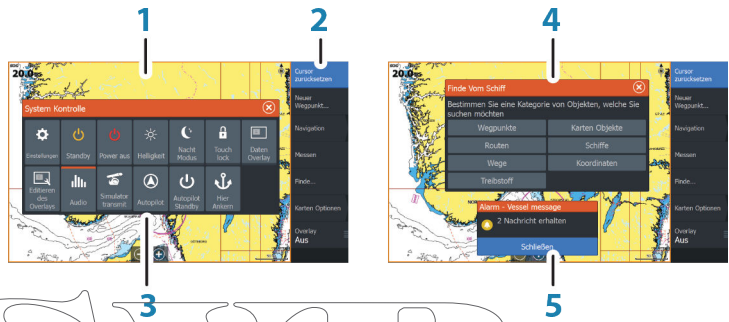 1
2
4
20.0
Cursor
zurücksetzen
Neuer
Wegpunkt...
Navigation
Messen
Finde...
Karten Optionen
Overlay
Aus
System Kontrolle
Einstellungen
Standby
Power aus
Helligkeit
Nacht
Modus
Touch
lock
Daten
Overlay
Editieren
des
Overlays
Audio
Simulator
transmit
Autopilot
Autopilot
Standby
Hier
Ankern
20.0
Cursor
zurücksetzen
Neuer
Wegpunkt...
Navigation
Messen
Finde...
Karten Optionen
Overlay
Aus
Finde Vom Schiff
Bestimmen Sie eine Kategorie von Objekten, welche Sie
suchen möchten
Wegpunkte
Karten Objekte
Routen
Schiffe
Wege
Koordinaten
Treibstoff
Alarm - Vessel message
2 Nachricht erhalten
Schließen
3
5